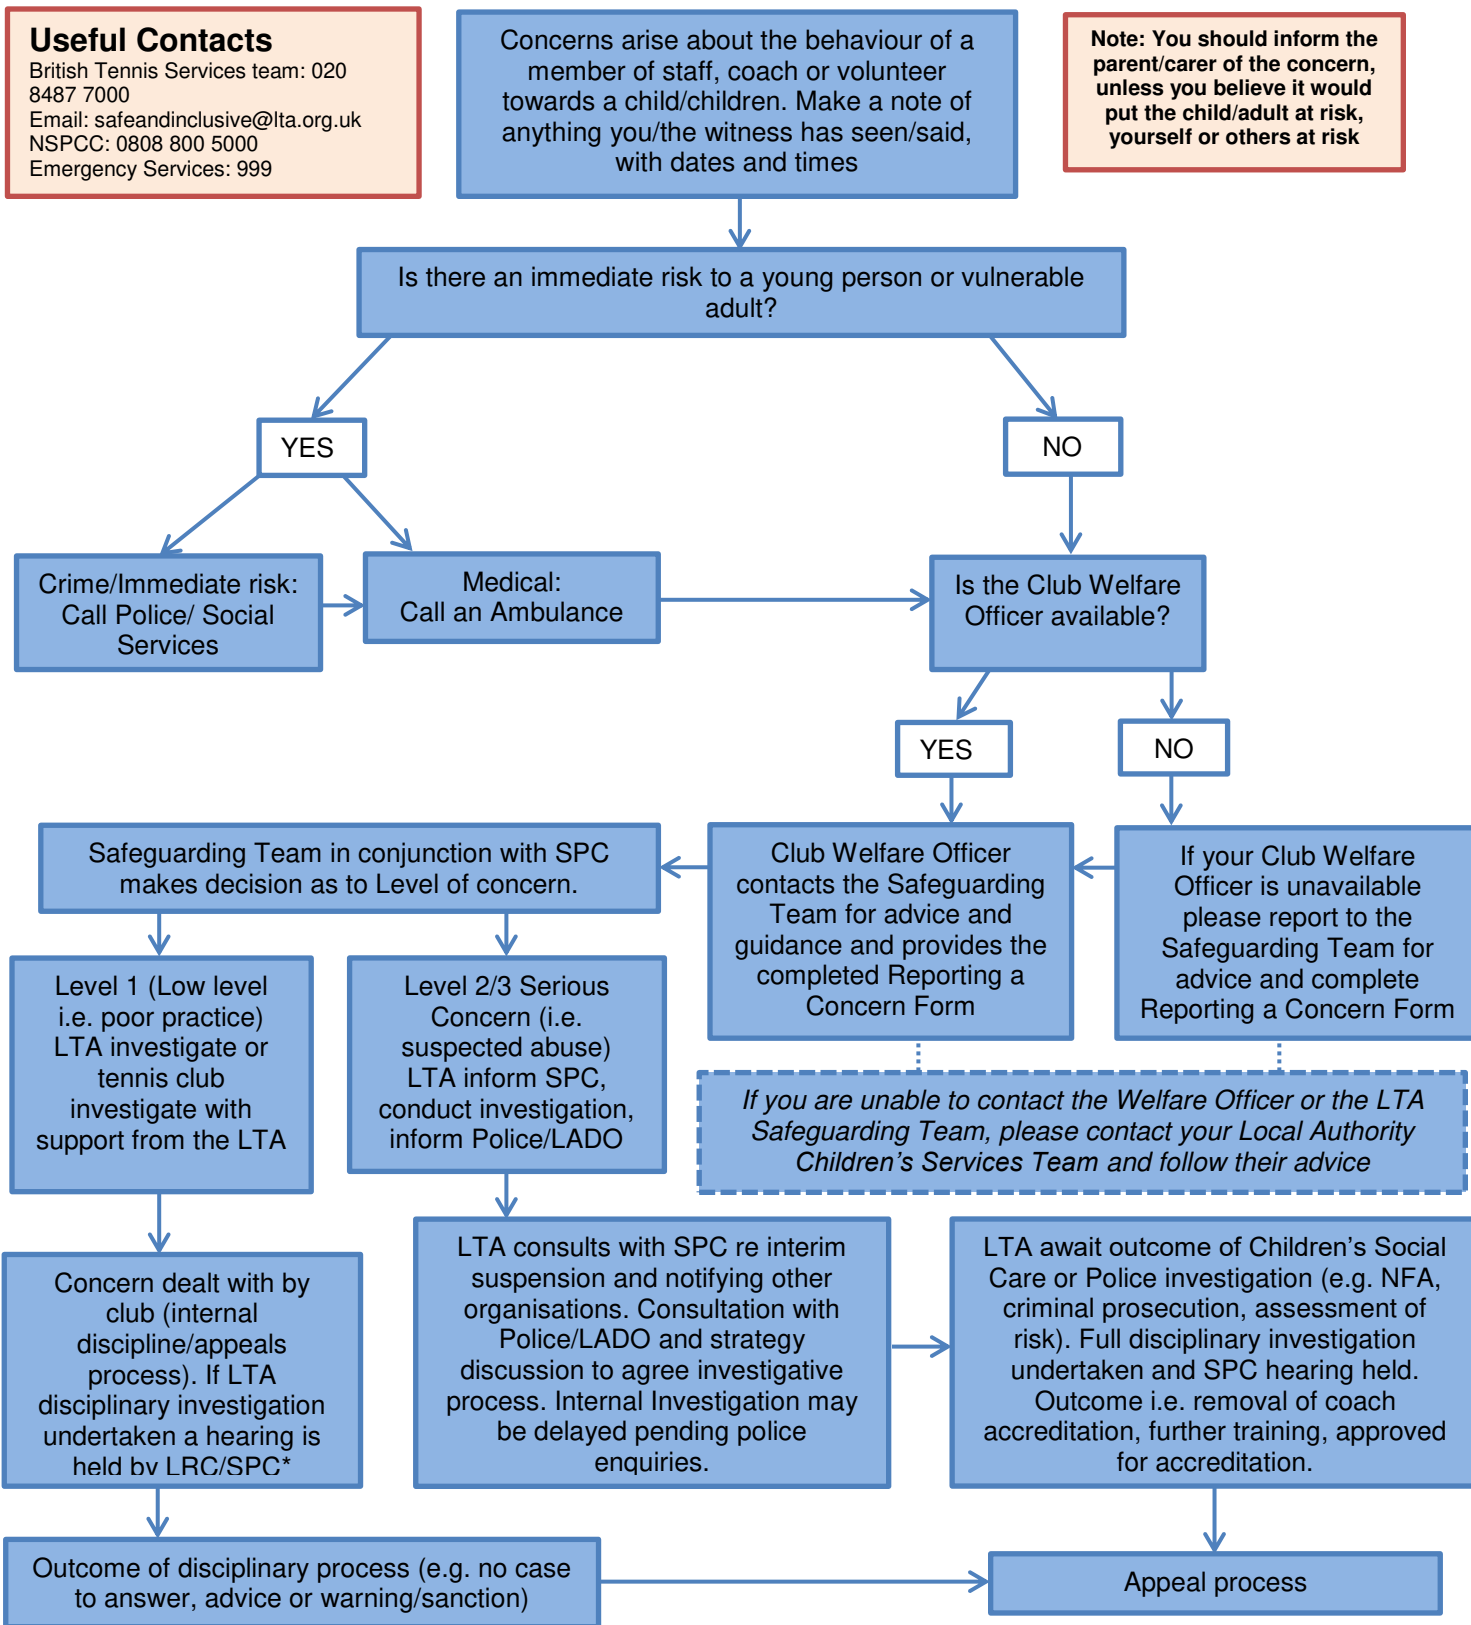 Useful Contacts
British Tennis Services team: 020
8487 7000
Email: safeandinclusive@lta.org.uk
NSPCC: 0808 800 5000
Emergency Services: 999
Concerns arise about the behaviour of a
member of staff, coach or volunteer
towards a child/children. Make a note of
anything you/the witness has seen/said,
with dates and times
Note: You should inform the
parent/carer of the concern,
unless you believe it would
put the child/adult at risk,
yourself or others at risk
Is there an immediate risk to a young person or vulnerable
adult?
YES
NO
Crime/Immediate risk:
Call Police/ Social
Services
Medical:
Call an Ambulance
Is the Club Welfare
Officer available?
YES
NO
Safeguarding Team in conjunction with SPC
makes decision as to Level of concern.
Club Welfare Officer
contacts the Safeguarding
Team for advice and
guidance and provides the
completed Reporting a
Concern Form
If your Club Welfare
Officer is unavailable
please report to the
Safeguarding Team for
advice and complete
Reporting a Concern Form
Level 1 (Low level
i.e. poor practice)
LTA investigate or
tennis club
investigate with
support from the LTA
Level 2/3 Serious
Concern (i.e.
suspected abuse)
LTA inform SPC,
conduct investigation,
inform Police/LADO
If you are unable to contact the Welfare Officer or the LTA
Safeguarding Team, please contact your Local Authority
Children’s Services Team and follow their advice
Concern dealt with by
club (internal
discipline/appeals
process). If LTA
disciplinary investigation
undertaken a hearing is
held by LRC/SPC*
LTA consults with SPC re interim
suspension and notifying other
organisations. Consultation with
Police/LADO and strategy
discussion to agree investigative
process. Internal Investigation may
be delayed pending police
enquiries.
LTA await outcome of Children’s Social
Care or Police investigation (e.g. NFA,
criminal prosecution, assessment of
risk). Full disciplinary investigation
undertaken and SPC hearing held.
Outcome i.e. removal of coach
accreditation, further training, approved
for accreditation.
Outcome of disciplinary process (e.g. no case
to answer, advice or warning/sanction)
Appeal process